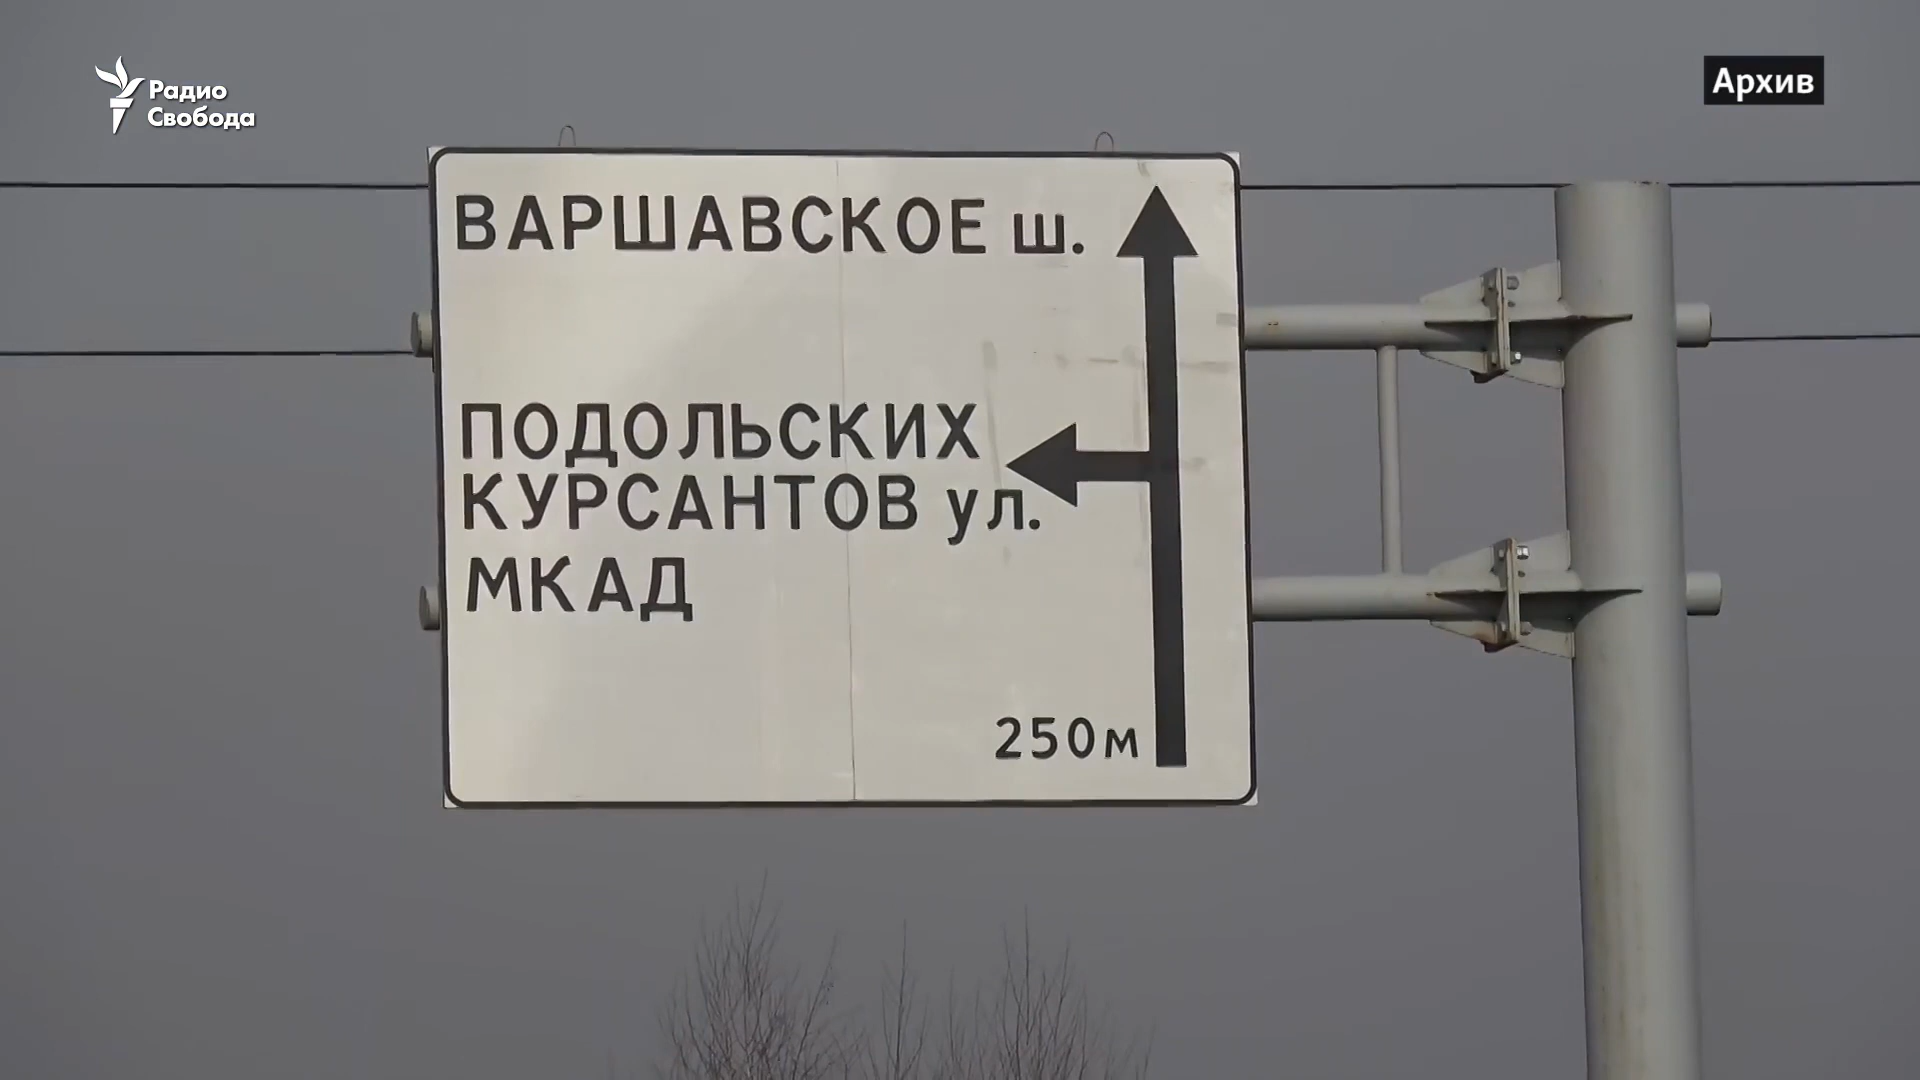 Радио
Свобода
Архив
ВАРШАВСКОЕ ш.
ПОДОЛЬСКИХ
КУРСАНТОВ ул.
МКАД
250м